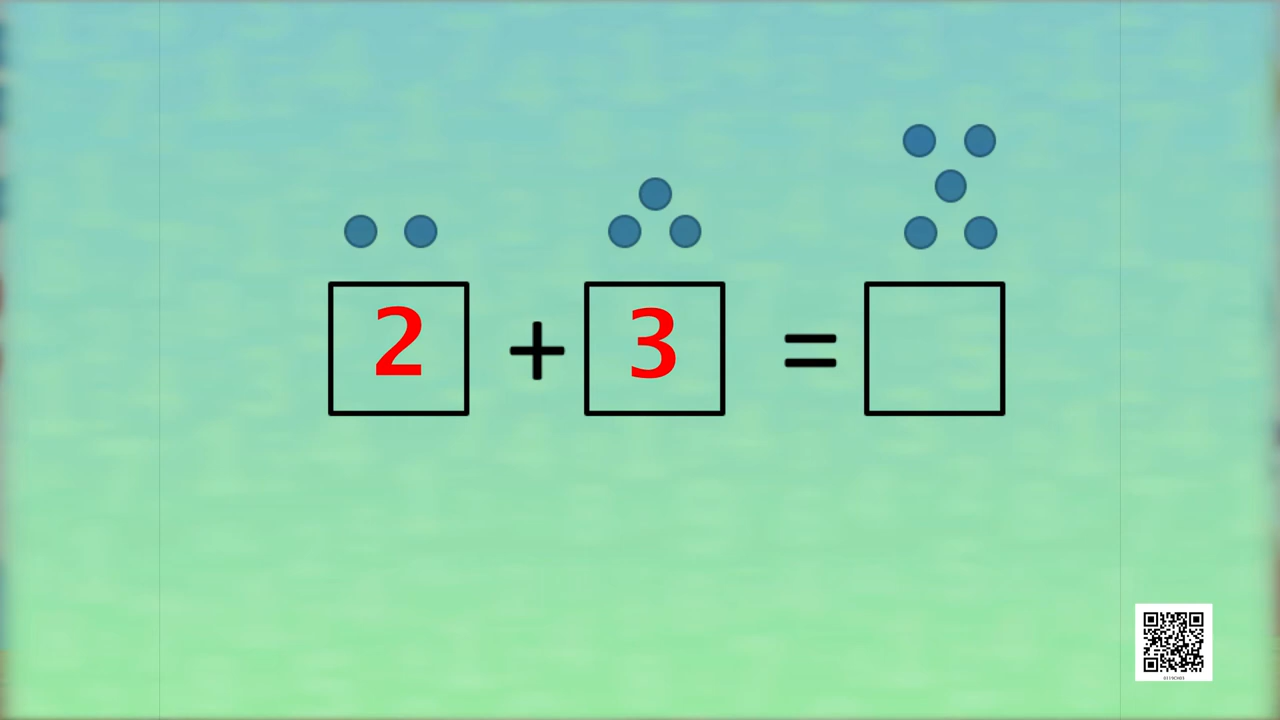 2 + 3 =